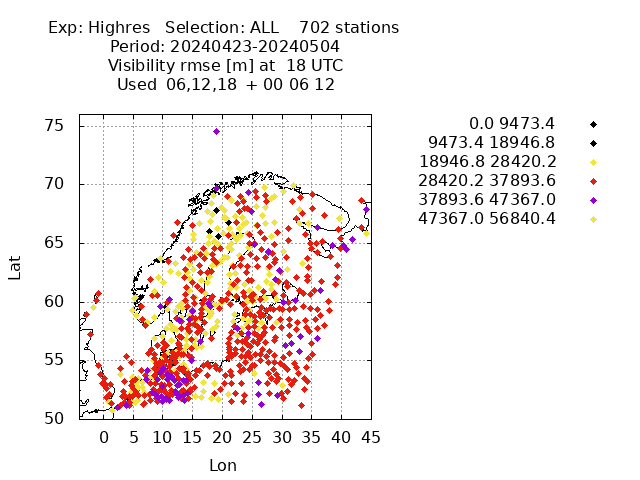 Exp: Highres   Selection: ALL    702 stations
Period: 20240423-20240504
Visibility rmse [m] at  18 UTC
Used  06,12,18  + 00 06 12
0.0 9473.4
9473.4 18946.8
18946.8 28420.2
28420.2 37893.6
37893.6 47367.0
47367.0 56840.4
75
70
65
60
55
50
Lat
0 5 10 15 20 25 30 35 40 45
Lon